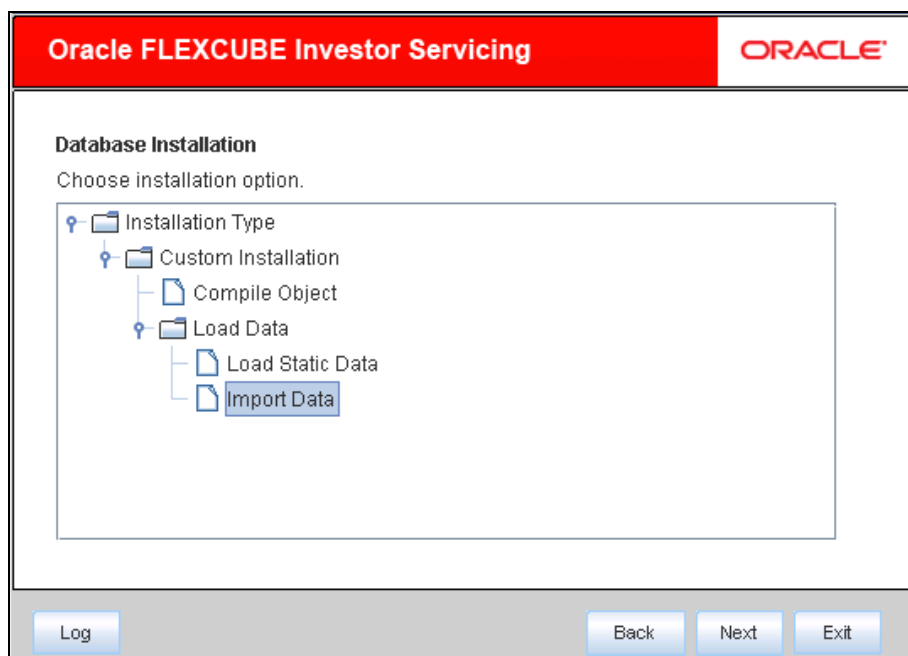 Oracle FLEXCUBE Investor Servicing
ORACLE
Database Installation
Choose installation option.
Installation Type
Custom Installation
Compile Object
Load Data
Load Static Data
Import Data
Log
Back
Next
Exit